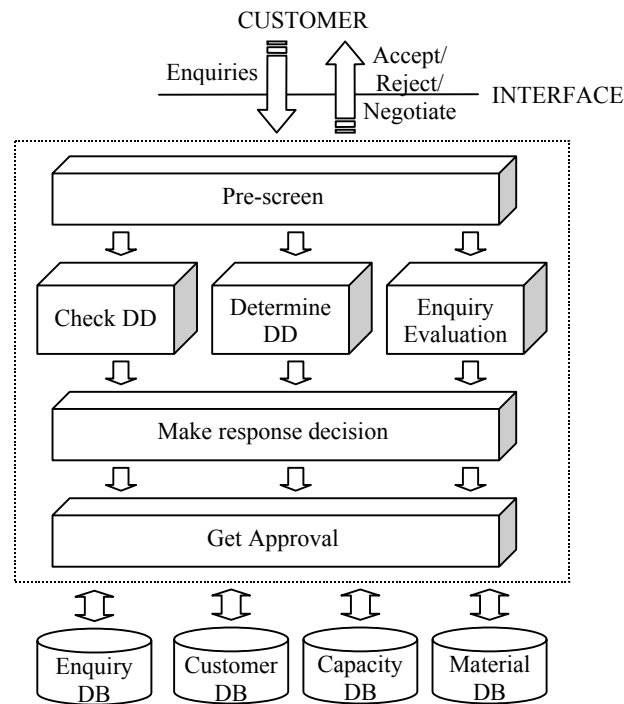 CUSTOMER
Enquiries
Accept/
Reject/
Negotiate
INTERFACE
Pre-screen
Check DD
Determine
DD
Enquiry
Evaluation
Make response decision
Get Approval
Enquiry
DB
Customer
DB
Capacity
DB
Material
DB